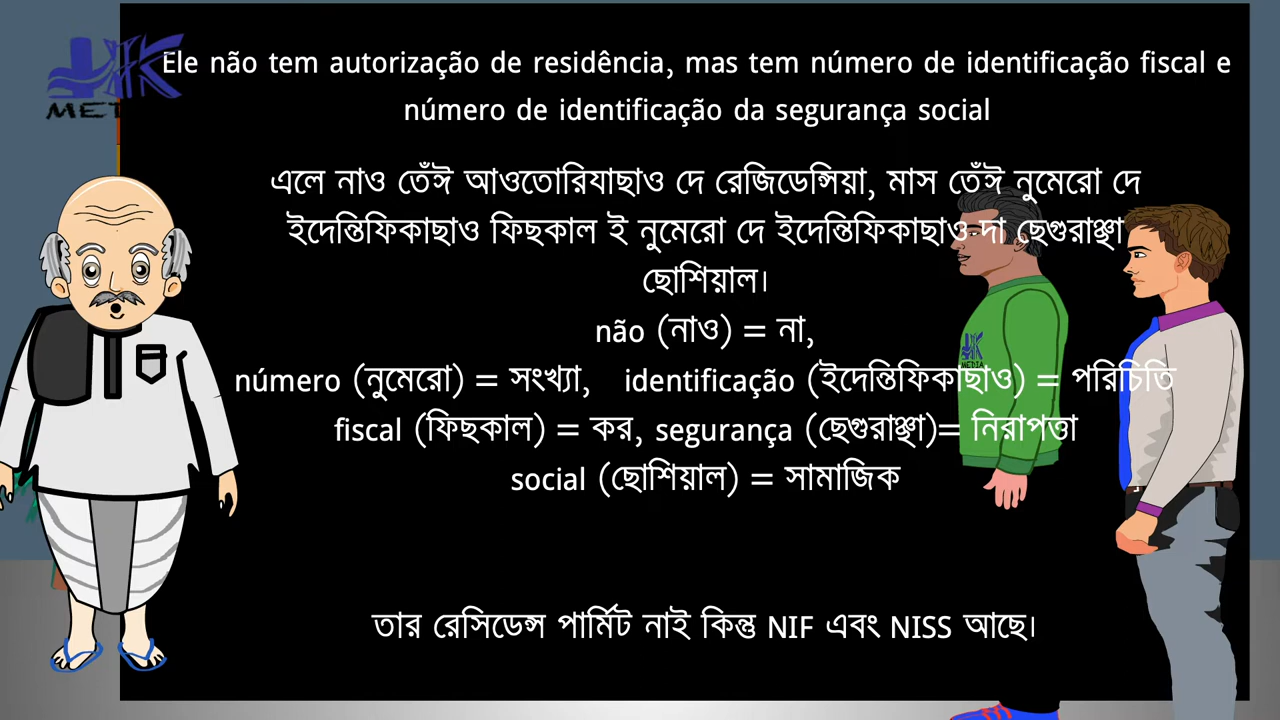 JHK
MEDIA
Ele não tem autorização de residência, mas tem número de identificação fiscal e
número de identificação da segurança social
এলে নাও তেঁঈ আওতোরিযাছাও দে রেজিডেন্সিয়া, মাস তেঁঈ নুমেরো দে
ইদেন্তিফিকাছাও ফিছকাল ই নুমেরো দে ইদেন্তিফিকাছাও দা ছেগুরাঞ্ছা
ছোশিয়াল।
não (নাও) = না,
número (নুমেরো) = সংখ্যা, identificação (ইদেন্তিফিকাছাও) = পরিচিতি
fiscal (ফিছকাল) = কর, segurança (ছেগুরাঞ্ছা)= নিরাপত্তা
social (ছোশিয়াল) = সামাজিক
তার রেসিডেন্স পার্মিট নাই কিন্তু NIF এবং NISS আছে।